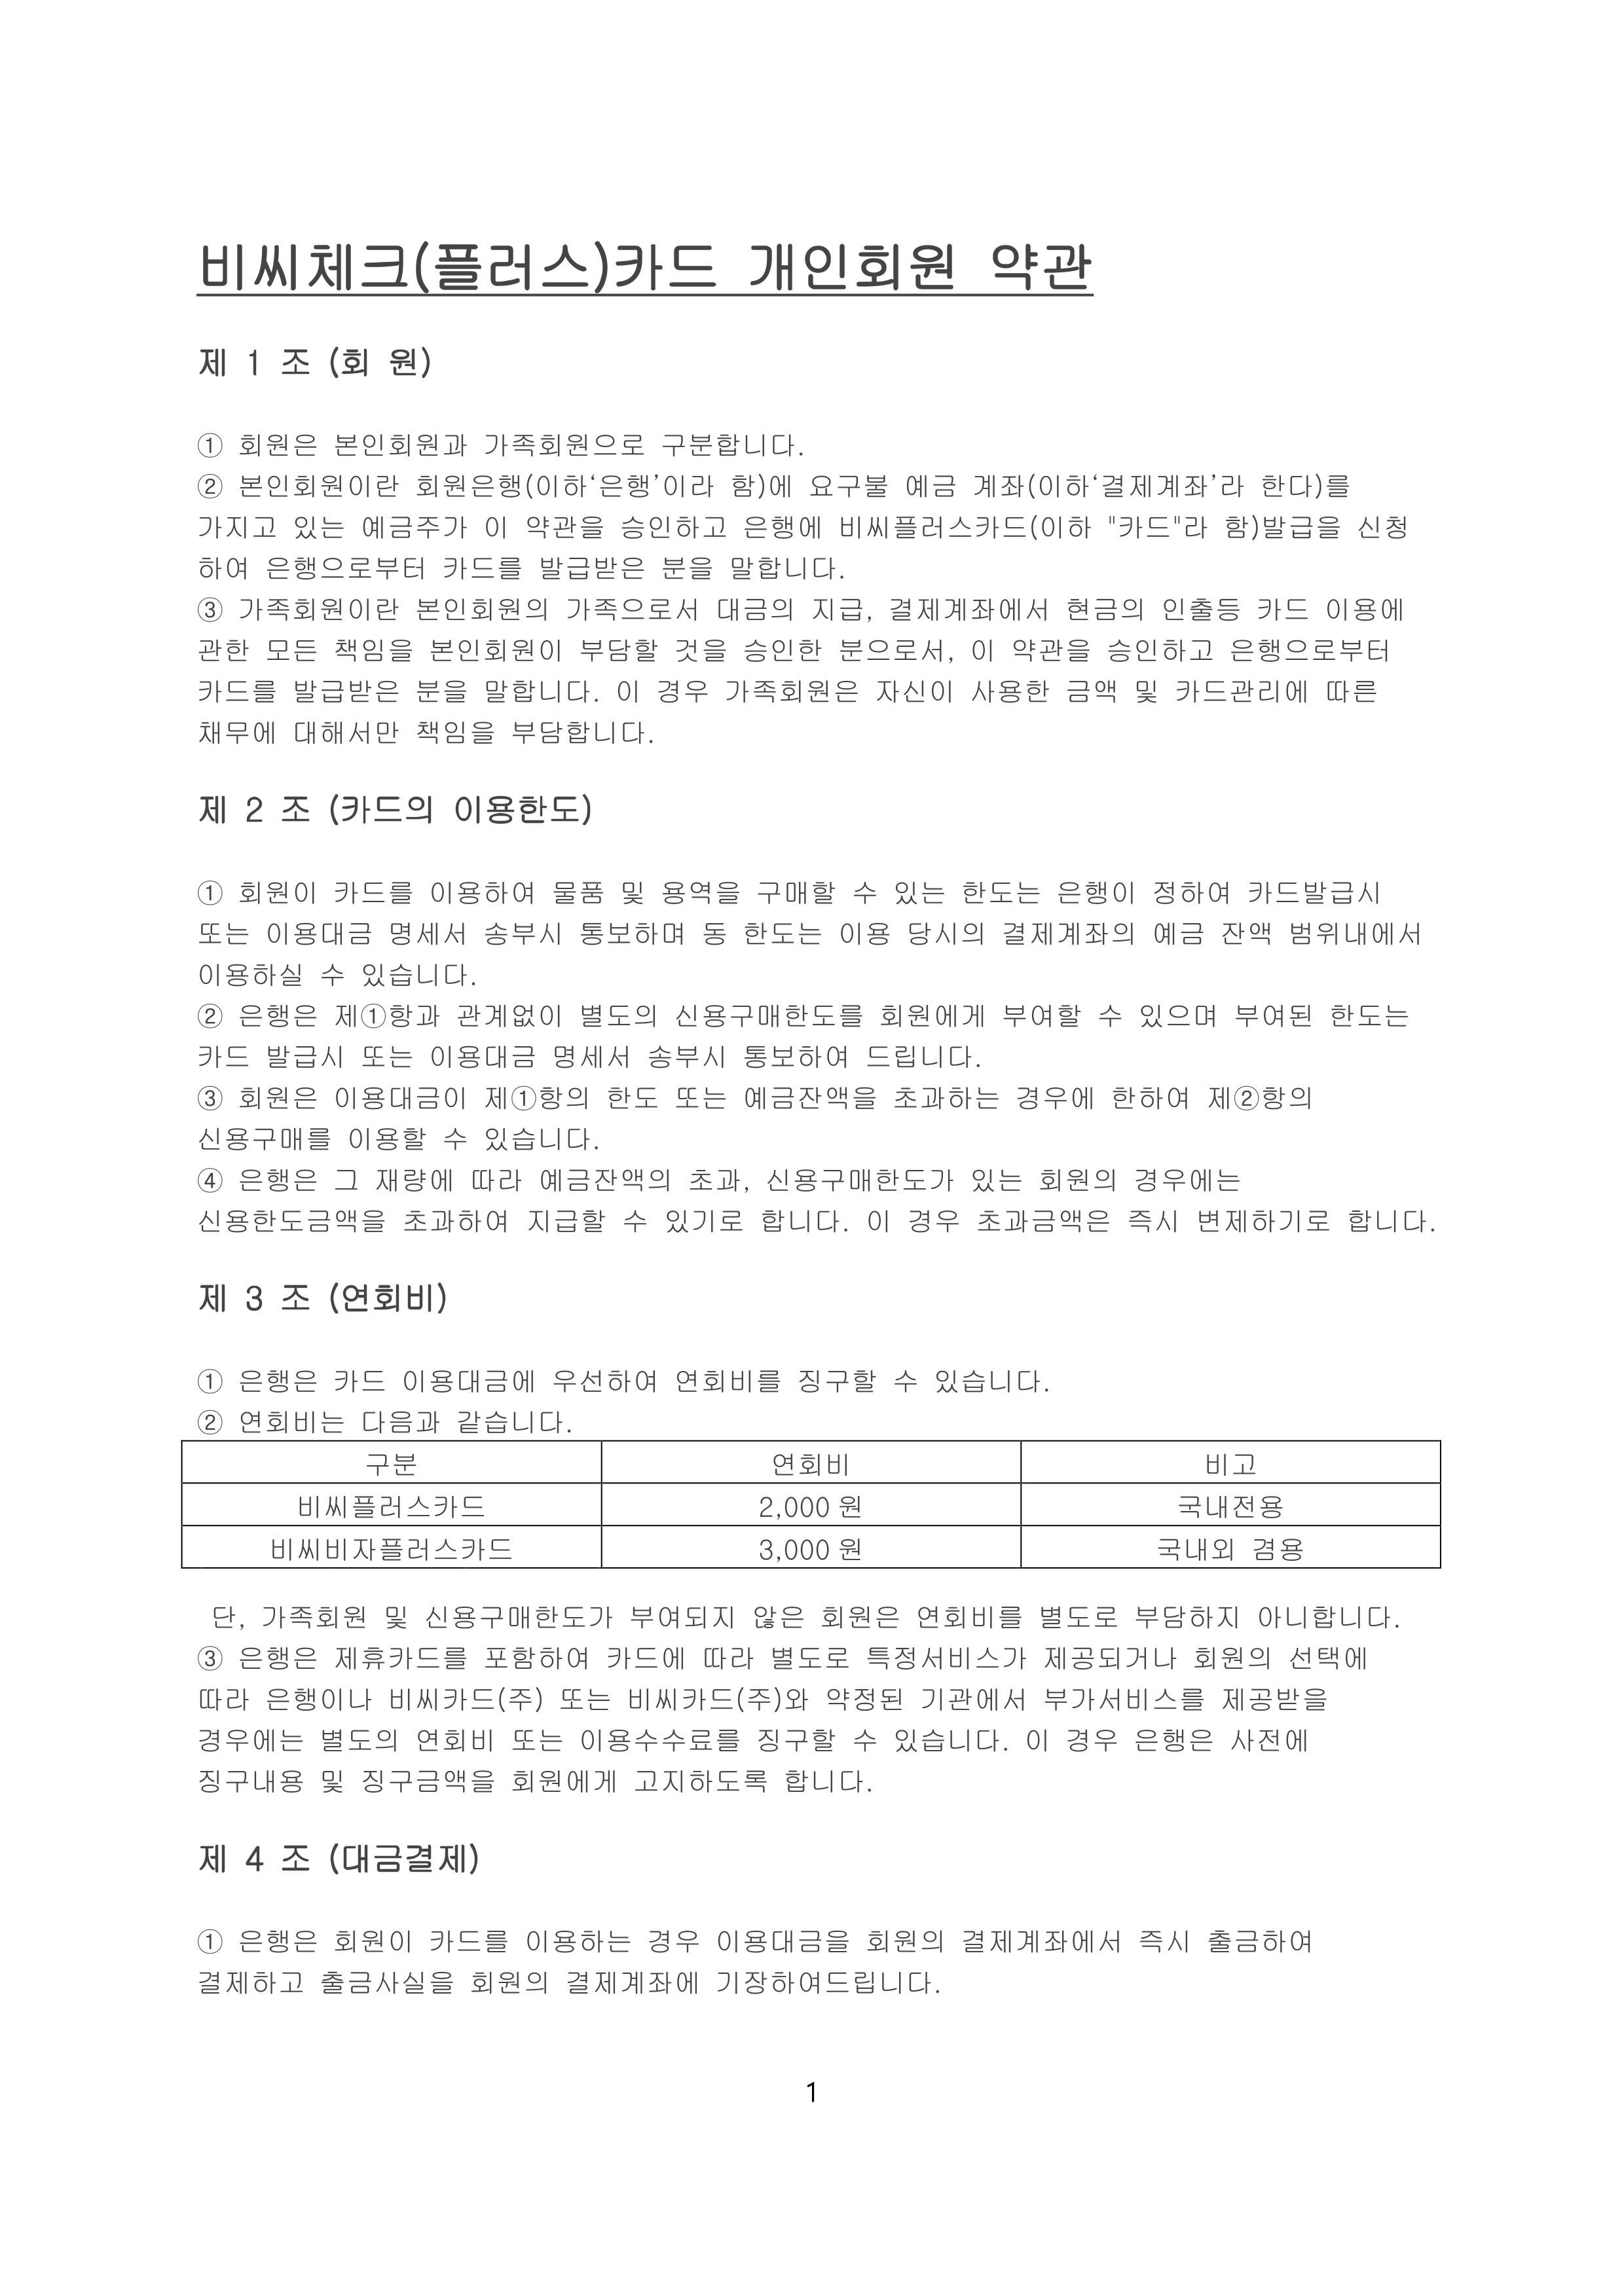 비씨체크(플러스)카드 개인회원 약관
제 1 조 (회 원)
① 회원은 본인회원과 가족회원으로 구분합니다.
② 본인회원이란 회원은행(이하‘은행’이라 함)에 요구불 예금 계좌(이하‘결제계좌’라 한다)를
가지고 있는 예금주가 이 약관을 승인하고 은행에 비씨플러스카드(이하 "카드"라 함)발급을 신청
하여 은행으로부터 카드를 발급받은 분을 말합니다.
③ 가족회원이란 본인회원의 가족으로서 대금의 지급, 결제계좌에서 현금의 인출등 카드 이용에
관한 모든 책임을 본인회원이 부담할 것을 승인한 분으로서, 이 약관을 승인하고 은행으로부터
카드를 발급받은 분을 말합니다. 이 경우 가족회원은 자신이 사용한 금액 및 카드관리에 따른
채무에 대해서만 책임을 부담합니다.
제 2 조 (카드의 이용한도)
① 회원이 카드를 이용하여 물품 및 용역을 구매할 수 있는 한도는 은행이 정하여 카드발급시
또는 이용대금 명세서 송부시 통보하며 동 한도는 이용 당시의 결제계좌의 예금 잔액 범위내에서
이용하실 수 있습니다.
② 은행은 제①항과 관계없이 별도의 신용구매한도를 회원에게 부여할 수 있으며 부여된 한도는
카드 발급시 또는 이용대금 명세서 송부시 통보하여 드립니다.
③ 회원은 이용대금이 제①항의 한도 또는 예금잔액을 초과하는 경우에 한하여 제②항의
신용구매를 이용할 수 있습니다.
④ 은행은 그 재량에 따라 예금잔액의 초과, 신용구매한도가 있는 회원의 경우에는
신용한도금액을 초과하여 지급할 수 있기로 합니다. 이 경우 초과금액은 즉시 변제하기로 합니다.
제 3 조 (연회비)
① 은행은 카드 이용대금에 우선하여 연회비를 징구할 수 있습니다.
② 연회비는 다음과 같습니다.
구분 연회비 비고
비씨플러스카드 2,000 원 국내전용
비씨비자플러스카드 3,000 원 국내외 겸용
단, 가족회원 및 신용구매한도가 부여되지 않은 회원은 연회비를 별도로 부담하지 아니합니다.
③ 은행은 제휴카드를 포함하여 카드에 따라 별도로 특정서비스가 제공되거나 회원의 선택에
따라 은행이나 비씨카드(주) 또는 비씨카드(주)와 약정된 기관에서 부가서비스를 제공받을
경우에는 별도의 연회비 또는 이용수수료를 징구할 수 있습니다. 이 경우 은행은 사전에
징구내용 및 징구금액을 회원에게 고지하도록 합니다.
제 4 조 (대금결제)
① 은행은 회원이 카드를 이용하는 경우 이용대금을 회원의 결제계좌에서 즉시 출금하여
결제하고 출금사실을 회원의 결제계좌에 기장하여드립니다.
1